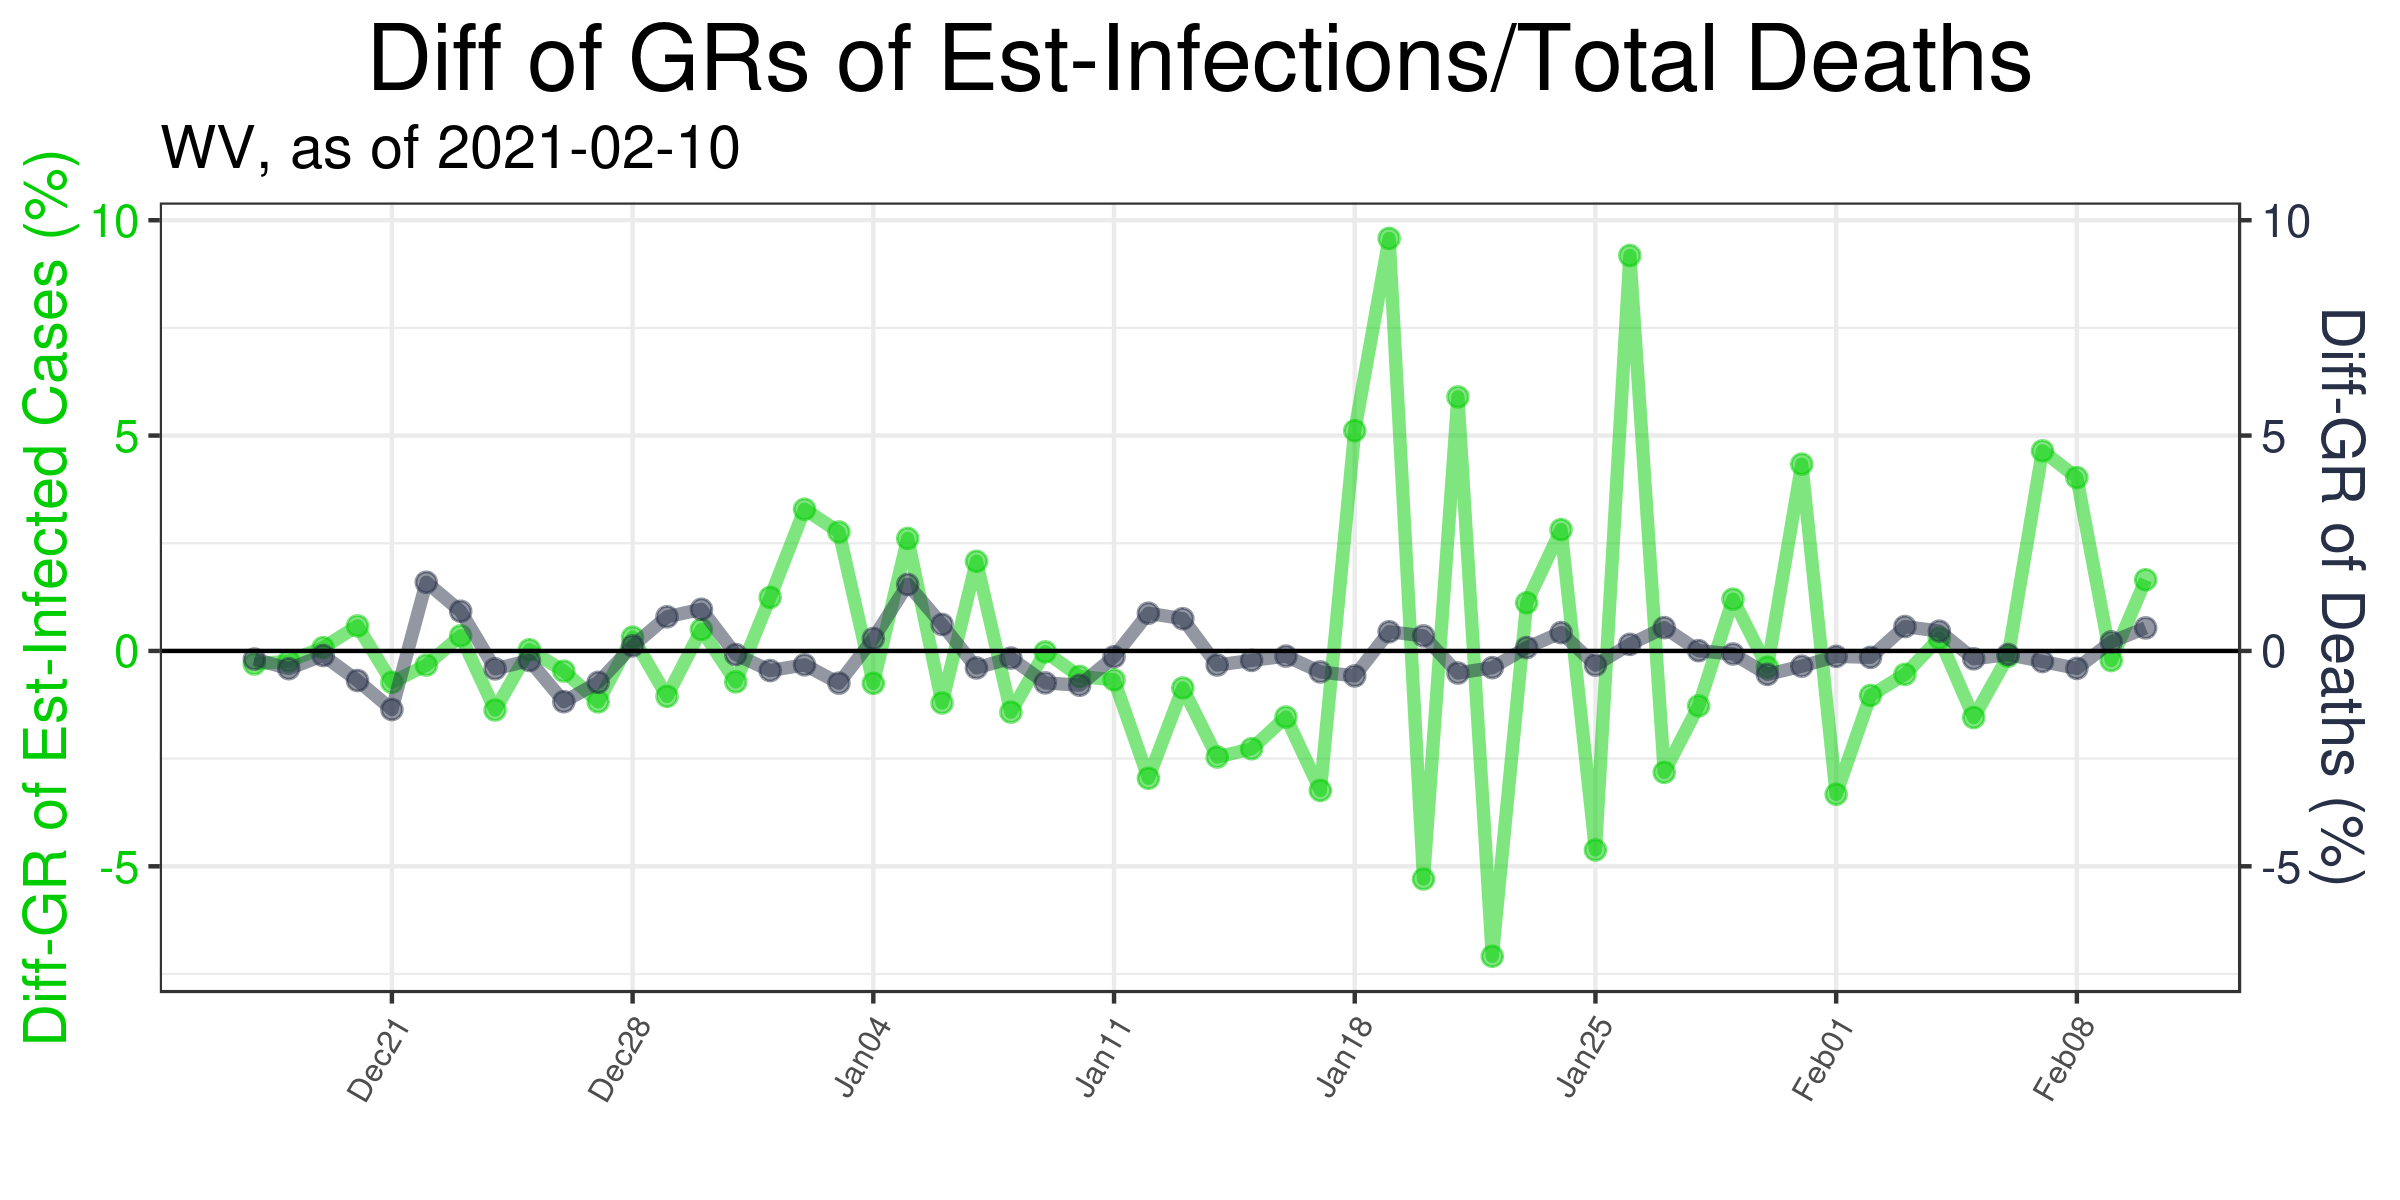 Diff of GRs of Est-Infections/Total Deaths
WV, as of 2021-02-10
Diff-GR of Est-Infected Cases (%)
10
5
0
-5
10
5
0
-5
Diff-GR of Deaths (%)
Dec21
Dec28
Jan04
Jan11
Jan18
Jan25
Feb01
Feb08